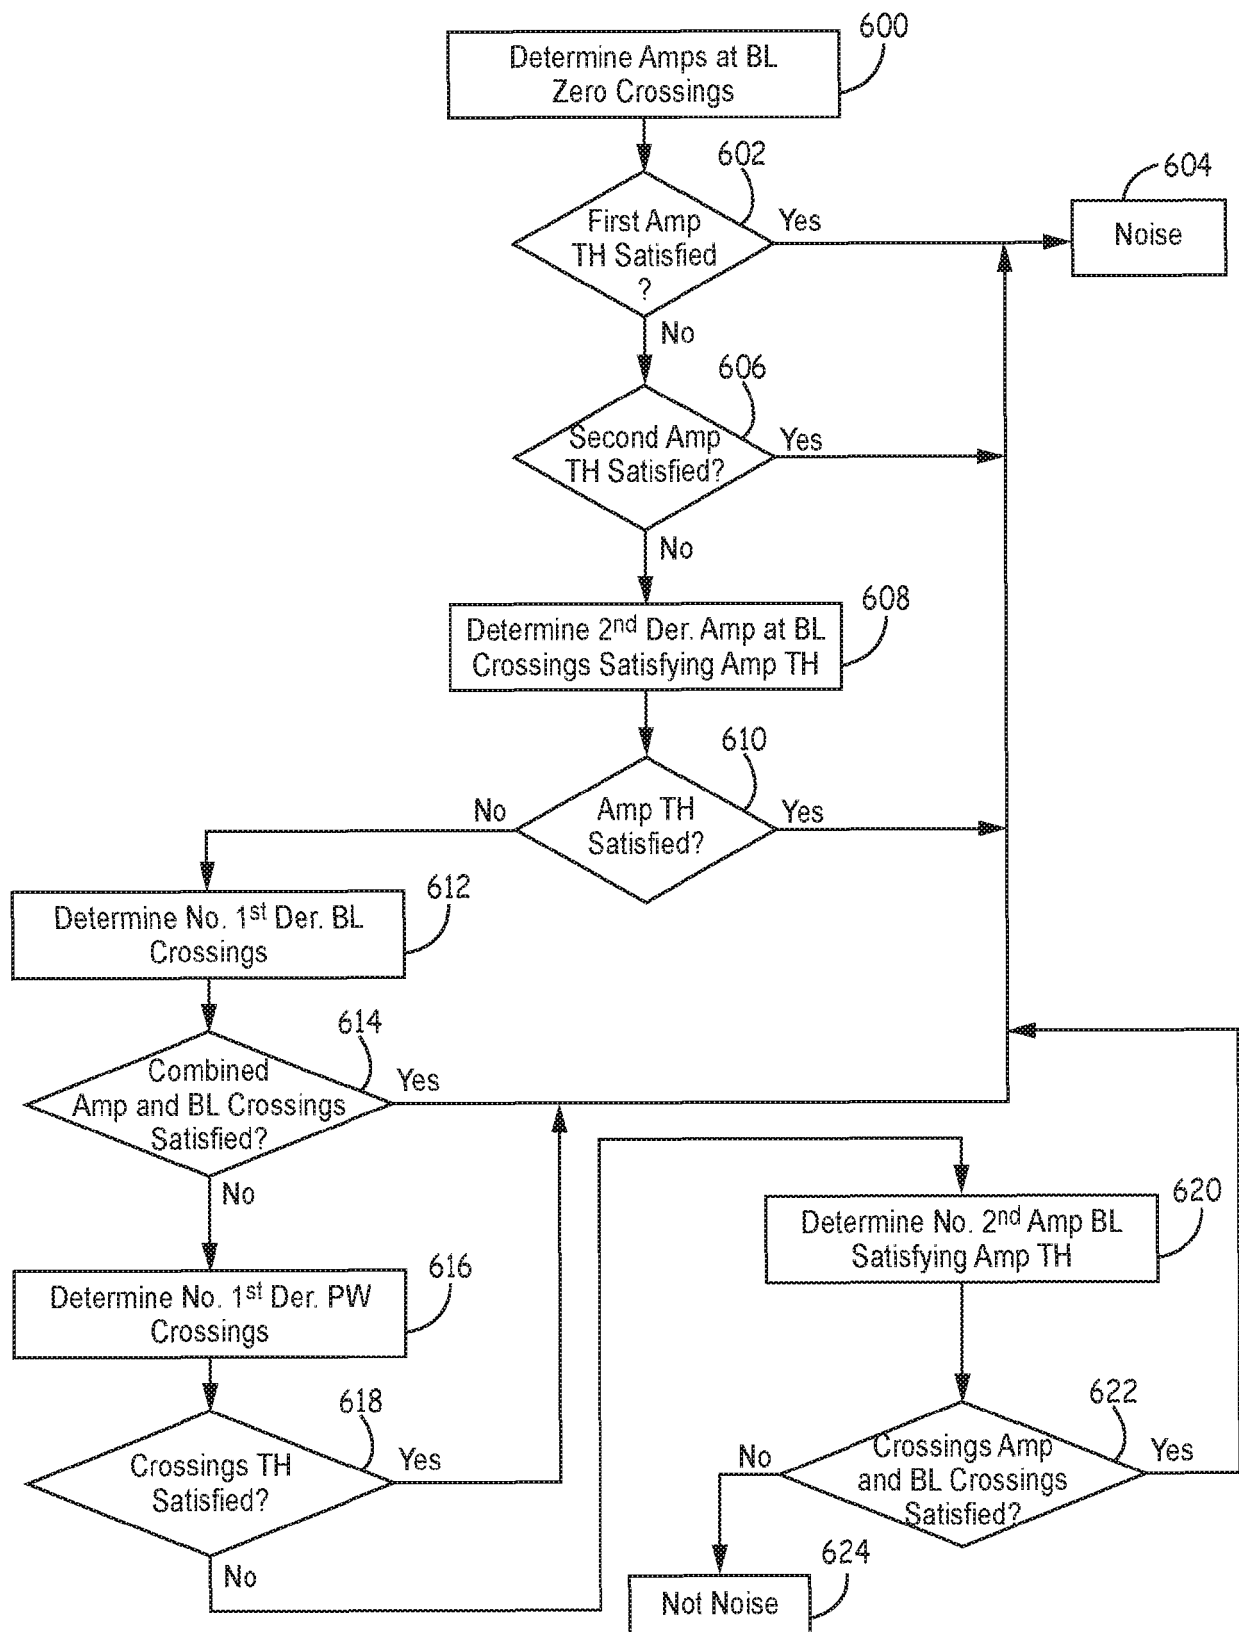 600
Determine Amps at BL
Zero Crossings
602
604
First Amp
TH Satisfied
?
Yes
Noise
No
606
Second Amp
TH Satisfied?
Yes
No
608
Determine 2nd Der. Amp at BL
Crossings Satisfying Amp TH
610
No
Amp TH
Satisfied?
Yes
612
Determine No. 1st Der. BL
Crossings
614
Combined
Amp and BL Crossings
Satisfied?
Yes
No
620
Determine No. 2nd Amp BL
Satisfying Amp TH
616
Determine No. 1st Der. PW
Crossings
618
Crossings TH
Satisfied?
Yes
No
622
No
Crossings Amp
and BL Crossings
Satisfied?
Yes
624
Not Noise